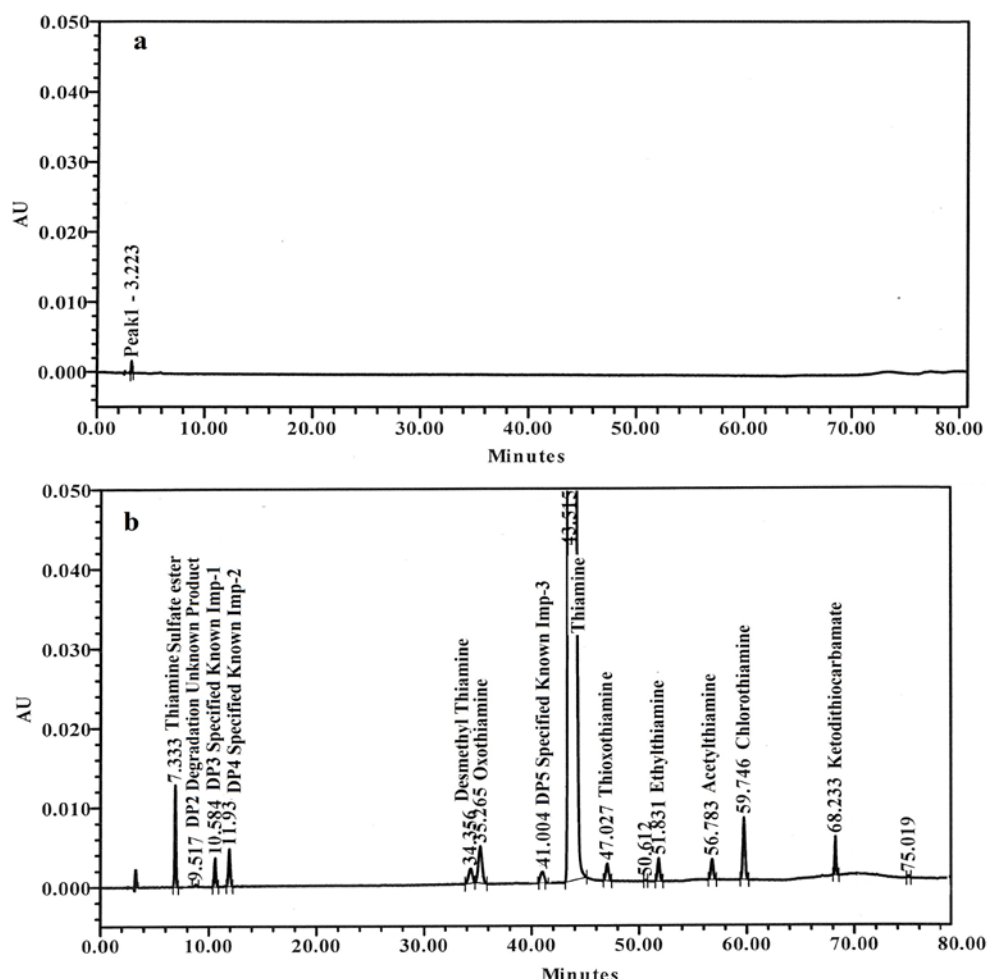 a
0.050
0.040
0.030
0.020
0.010
0.000
AU
Peak1 - 3.223
0.00 10.00 20.00 30.00 40.00 50.00 60.00 70.00 80.00
Minutes
b
0.050
0.040
0.030
0.020
0.010
0.000
AU
7.333 Thiamine Sulfate ester
9.517 DP2 Degradation Unknown Product
10.584 DP3 Specified Known Imp-1
11.93 DP4 Specified Known Imp-2
34.356 Desmethyl Thiamine
35.265 Oxothiamine
41.004 DP5 Specified Known Imp-3
Thiamine
47.027 Thioxothiamine
50.612
51.831 Ethylthiamine
56.783 Acetylthiamine
59.746 Chlorothiamine
68.233 Ketodithiocarbamate
75.019
0.00 10.00 20.00 30.00 40.00 50.00 60.00 70.00 80.00
Minutes